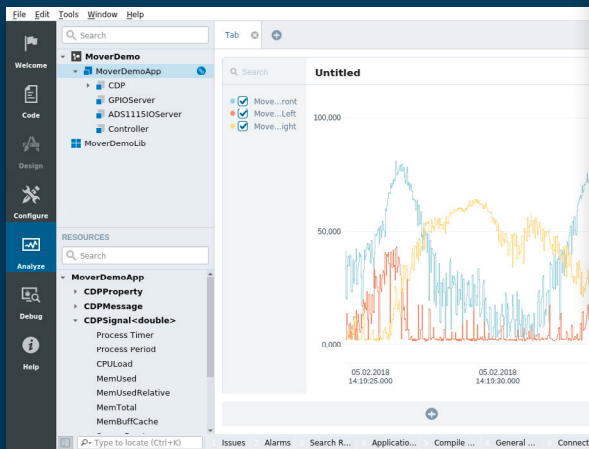 File Edit Tools Window Help
Welcome
Code
Design
Configure
Analyze
Debug
Help
Search
MoverDemo
MoverDemoApp
CDP
GPIOServer
ADS1115IOServer
Controller
MoverDemoLib
RESOURCES
Search
MoverDemoApp
CDPProperty
CDPMessage
CDPSignal<double>
Process Timer
Process Period
CPULoad
MemUsed
MemUsedRelative
MemTotal
MemBuffCache
Tab
Search
Move...ront
Move...Left
Move...ight
Untitled
100,000
50,000
0,000
05.02.2018 05.02.2018
14:19:25.000 14:19:30.000
Type to locate (Ctrl+K) Issues Alarms Search R... Applicatio... Compile ... General ... Connect